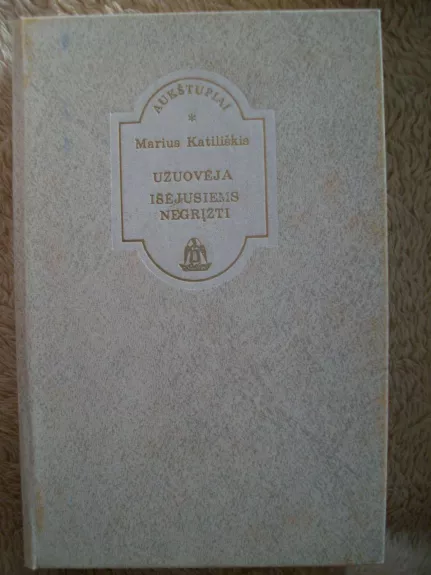 AUKŠTUPIAI
*
Marius Katiliškis
UŽUOVĖJA
IŠĖJUSIEMS
NEGRĮŽTI